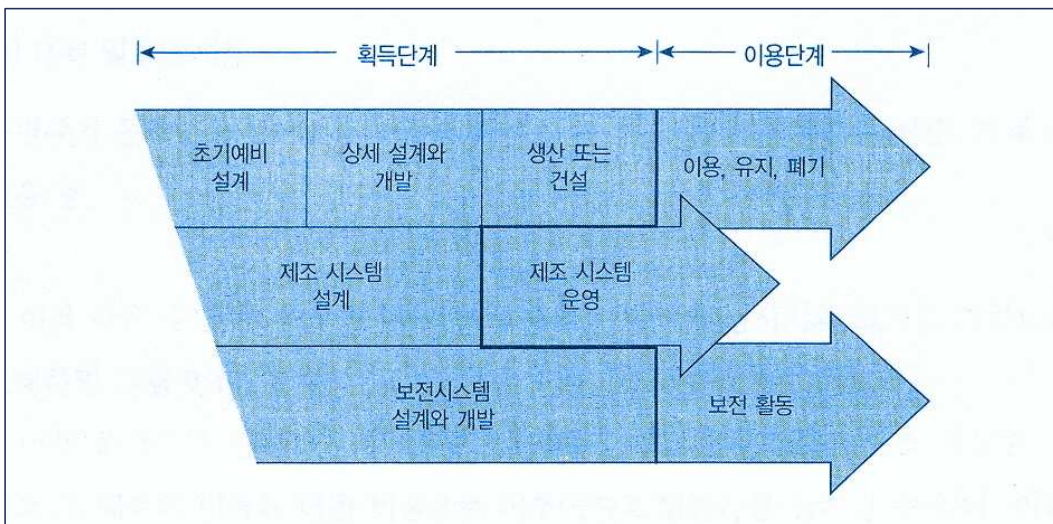 획득단계
이용단계
초기예비
설계
상세 설계와
개발
생산 또는
건설
이용, 유지, 폐기
제조 시스템
설계
제조 시스템
운영
보전시스템
설계와 개발
보전 활동